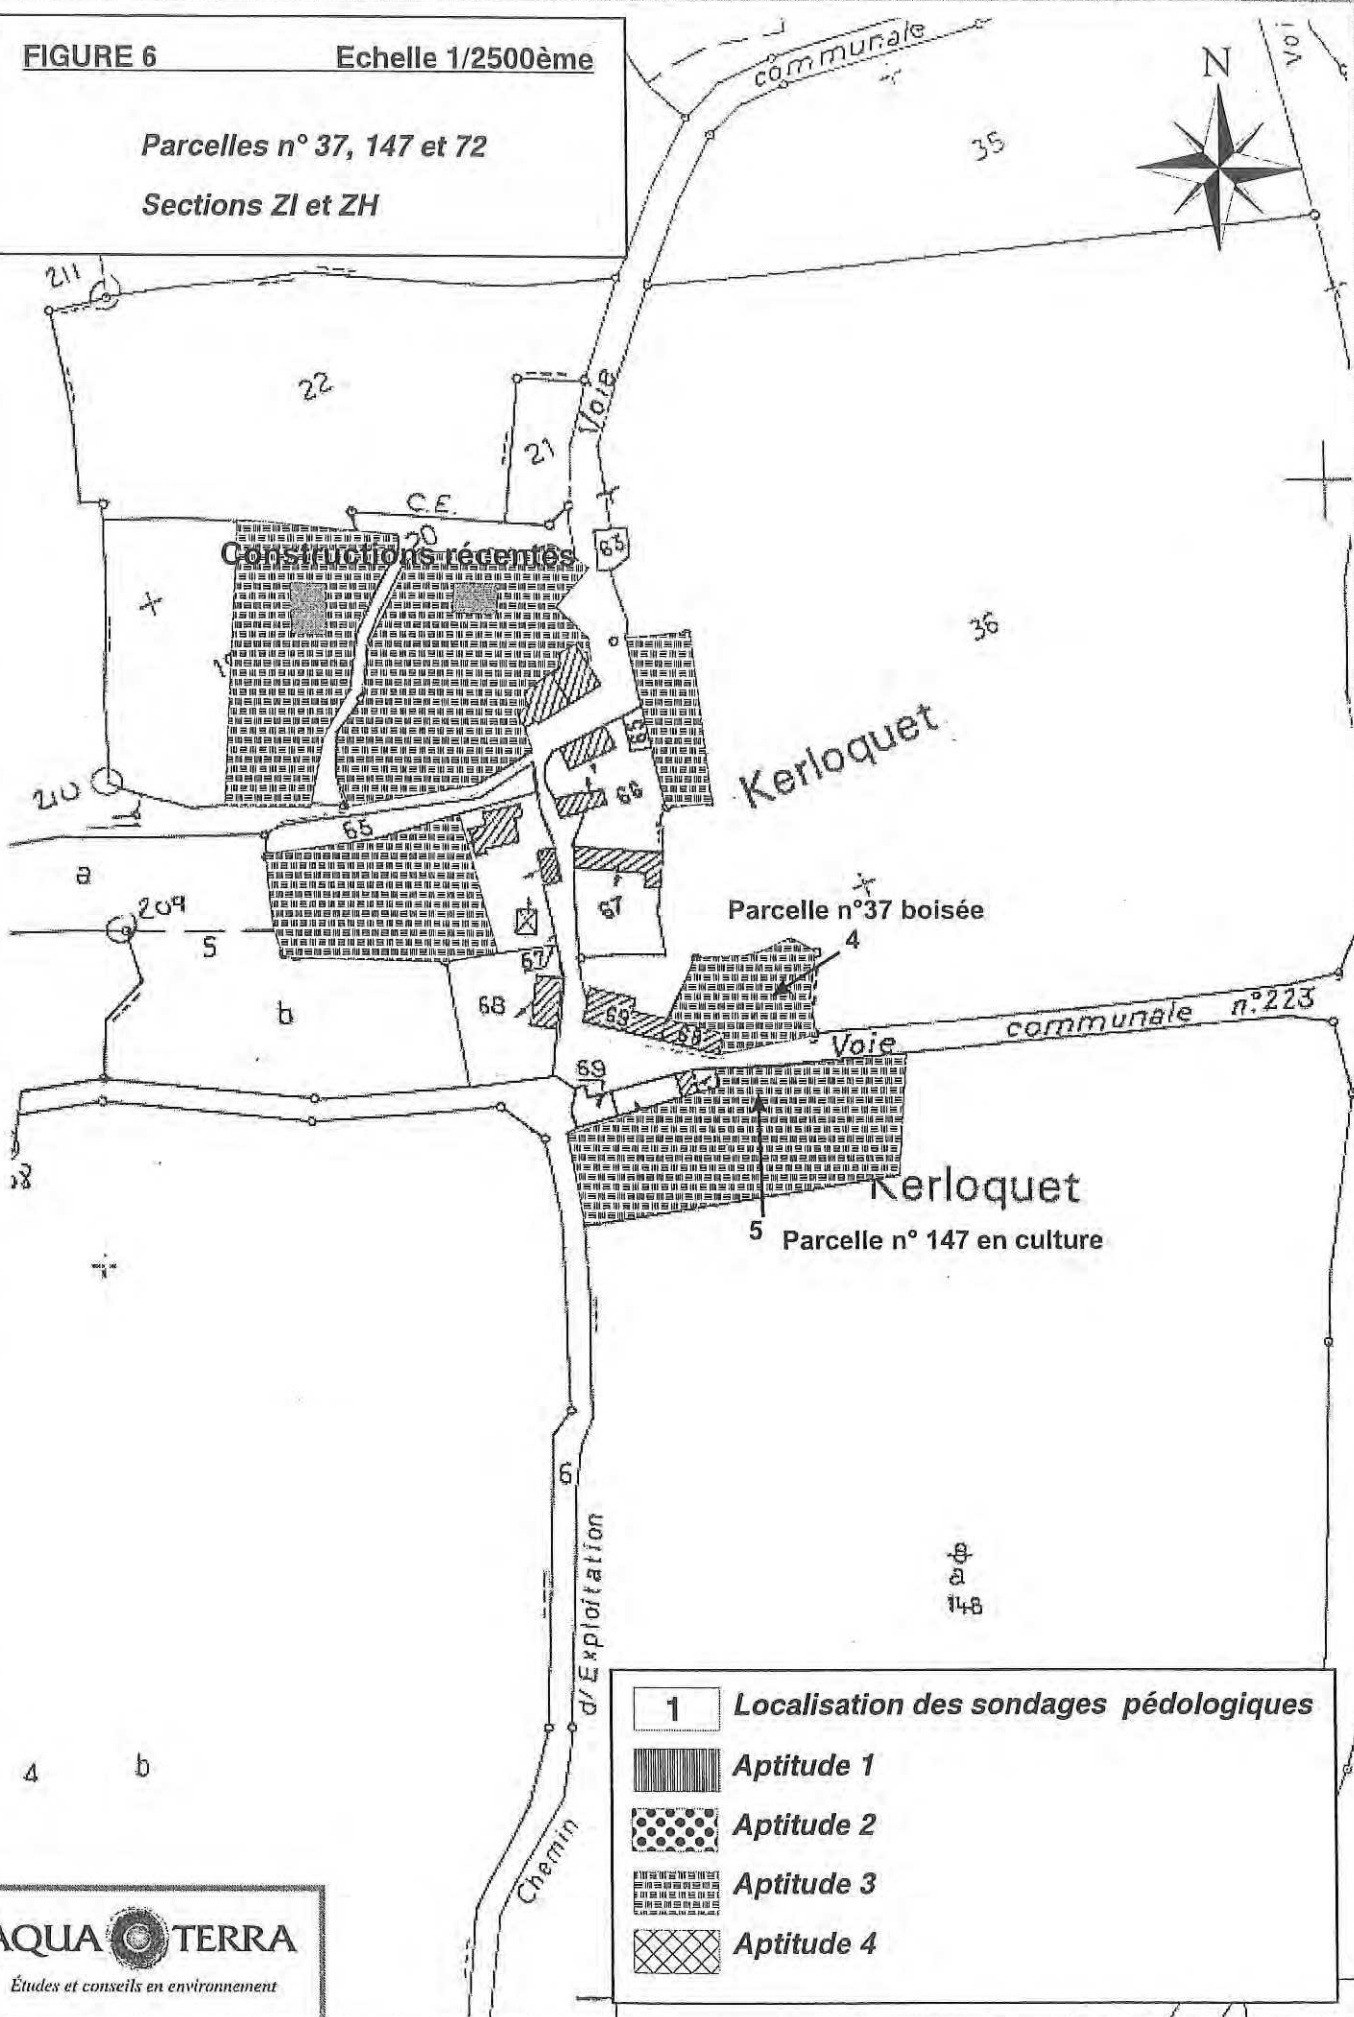 FIGURE 6 Echelle 1/2500ème
Parcelles n° 37, 147 et 72
Sections ZI et ZH
communale
N
35
211
22
Voie
21
C.E.
20
63
Constructions récentes
36
Kerloquet
65
66
210
65
a
209
5
67
Parcelle n°37 boisée
4
67
68
b
69
68
Voie communale n°223
69
Kerloquet
5 Parcelle n° 147 en culture
6
d'Exploitation
8
a
148
4 b
Chemin
1 Localisation des sondages pédologiques
Aptitude 1
Aptitude 2
Aptitude 3
Aptitude 4
AQUA TERRA
Études et conseils en environnement